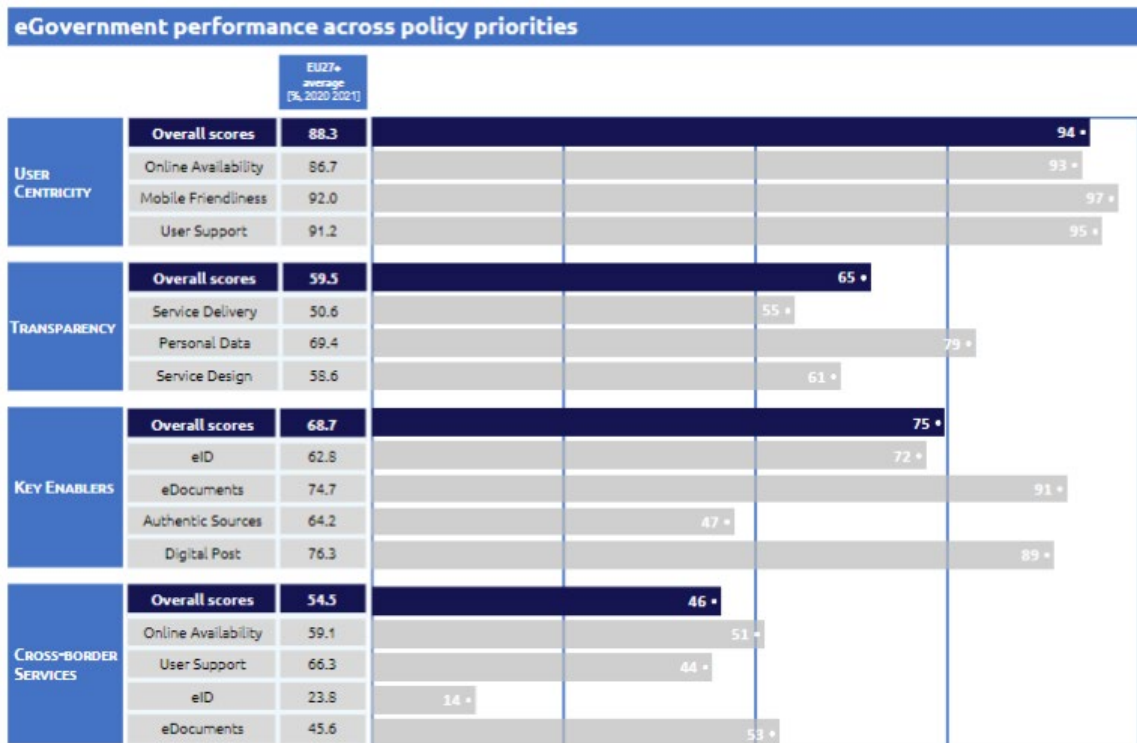 eGovernment performance across policy priorities
EU27+
average
[%, 2020 2021]
USER CENTRICITY
Overall scores 88.3 94
Online Availability 86.7 93
Mobile Friendliness 92.0 97
User Support 91.2 95
TRANSPARENCY
Overall scores 59.5 65
Service Delivery 50.6 55
Personal Data 69.4 79
Service Design 58.6 61
KEY ENABLERS
Overall scores 68.7 75
eID 62.8 72
eDocuments 74.7 91
Authentic Sources 64.2 47
Digital Post 76.3 89
CROSS-BORDER SERVICES
Overall scores 54.5 46
Online Availability 59.1 51
User Support 66.3 44
eID 23.8 14
eDocuments 45.6 53